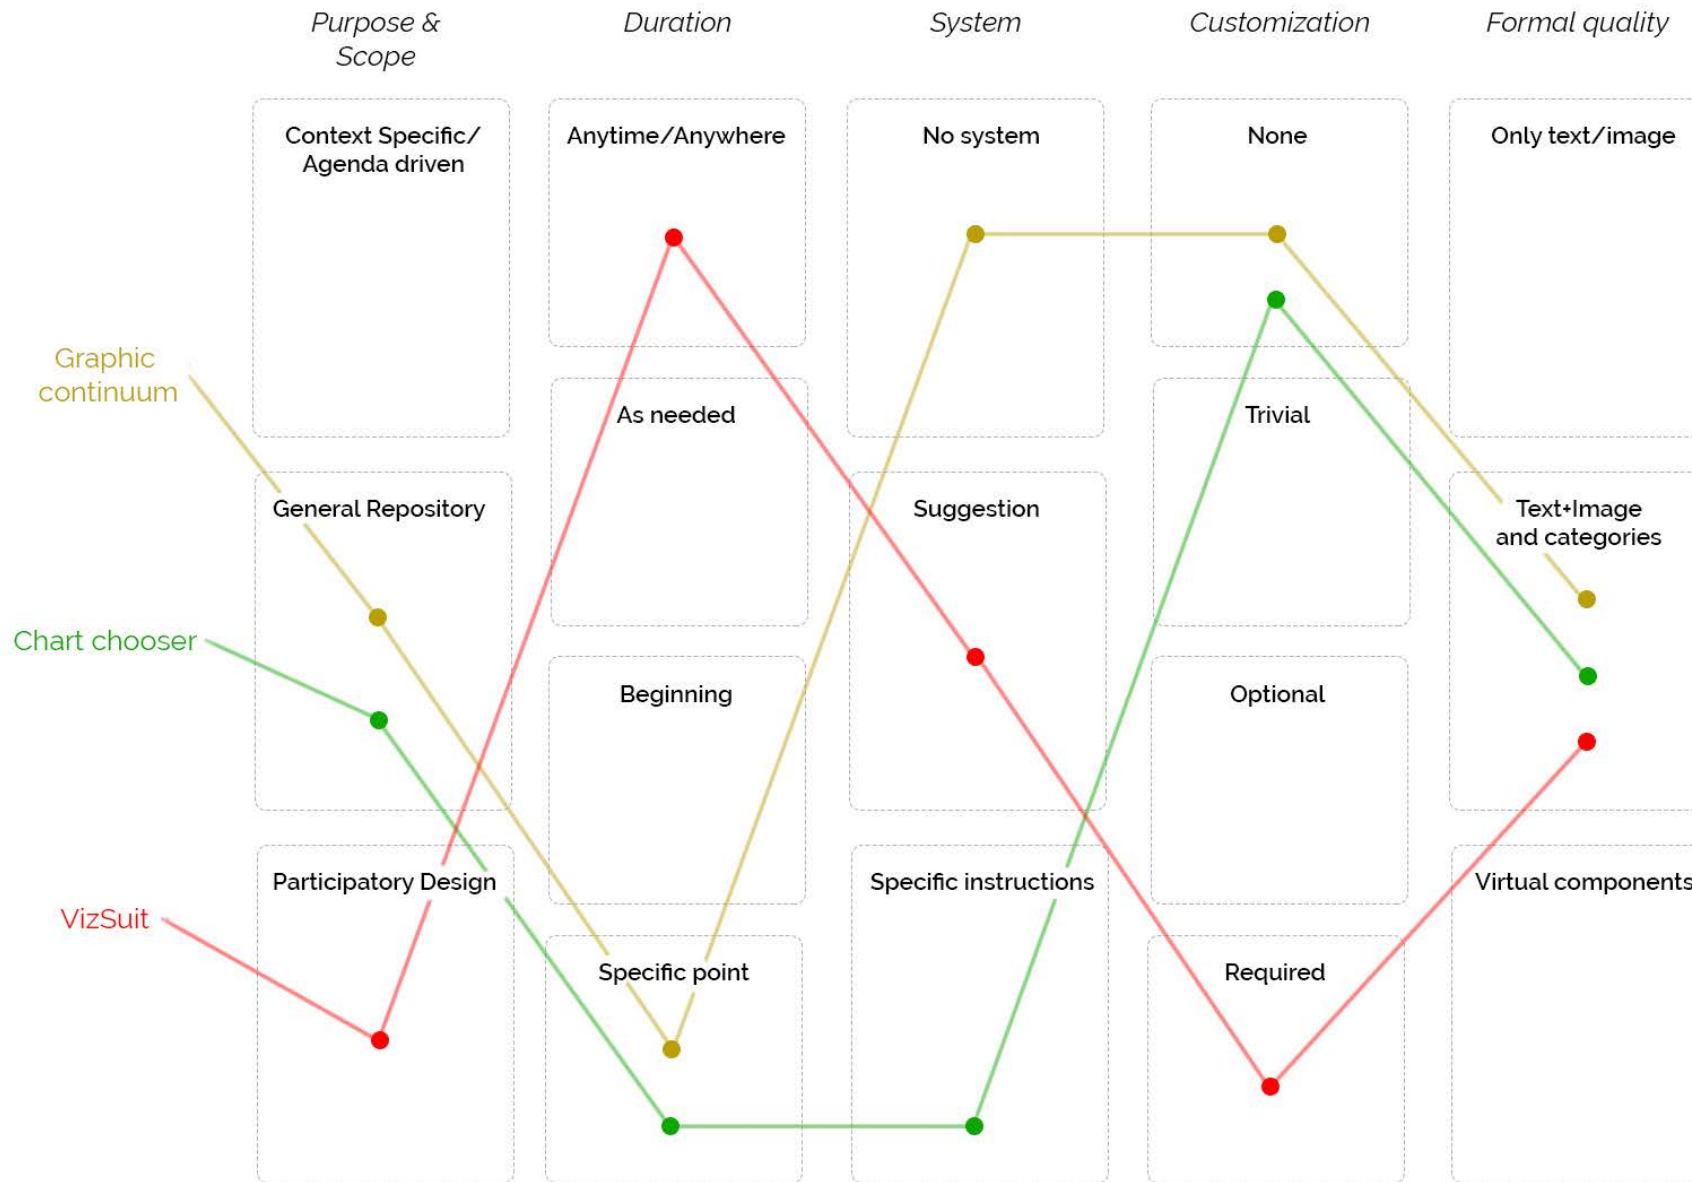 Purpose &
Scope
Duration
System
Customization
Formal quality
Context Specific/
Agenda driven
Anytime/Anywhere
No system
None
Only text/image
Graphic
continuum
As needed
Trivial
General Repository
Suggestion
Text+Image
and categories
Chart chooser
Beginning
Optional
Participatory Design
Specific instructions
Virtual components
VizSuit
Specific point
Required